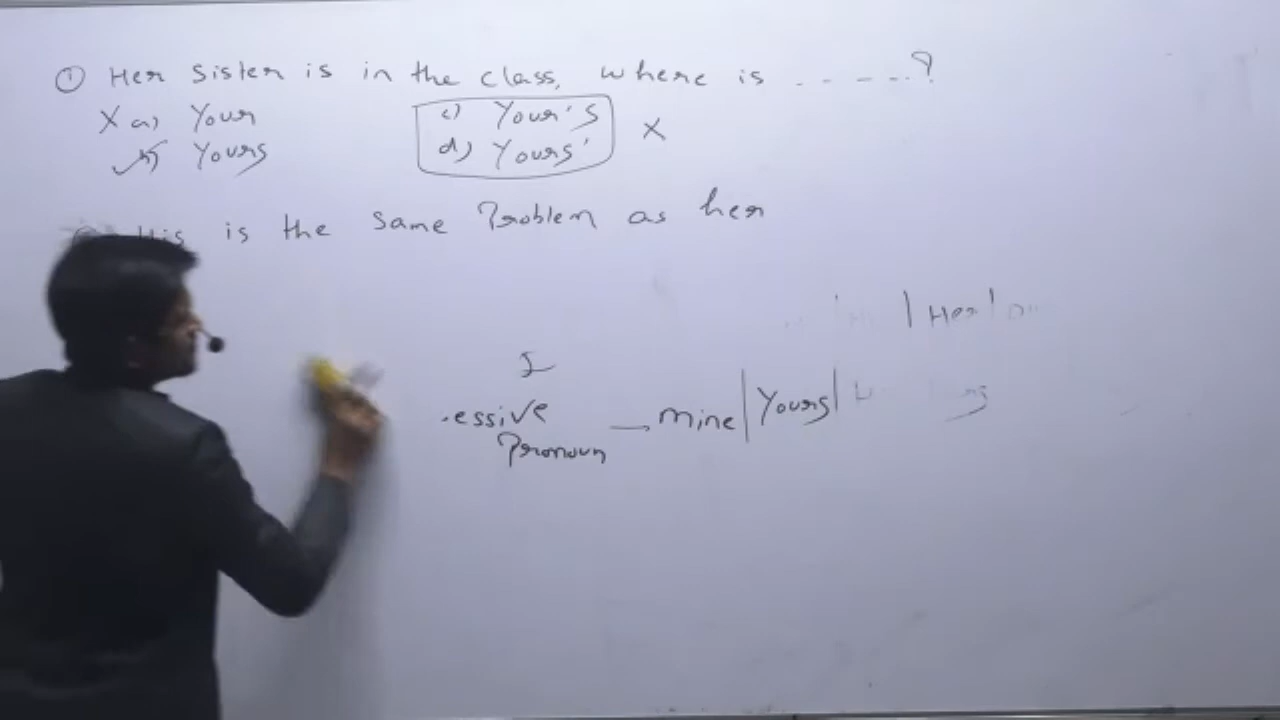 ① Her sister is in the class, where is ------?
X a) Your
b) Yours
c) Your's
d) Yours' X
His is the same Problem as her
| Her |
I
essive
Pronoun → mine | Yours |